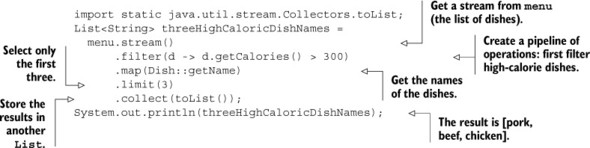 import static java.util.stream.Collectors.toList;
List<String> threeHighCaloricDishNames =
menu.stream()
.filter(d -> d.getCalories() > 300)
.map(Dish::getName)
.limit(3)
.collect(toList());
System.out.println(threeHighCaloricDishNames);
Get a stream from menu
(the list of dishes).
Create a pipeline of
operations: first filter
high-calorie dishes.
Get the names
of the dishes.
Select only
the first
three.
Store the
results in
another
List.
The result is [pork,
beef, chicken].